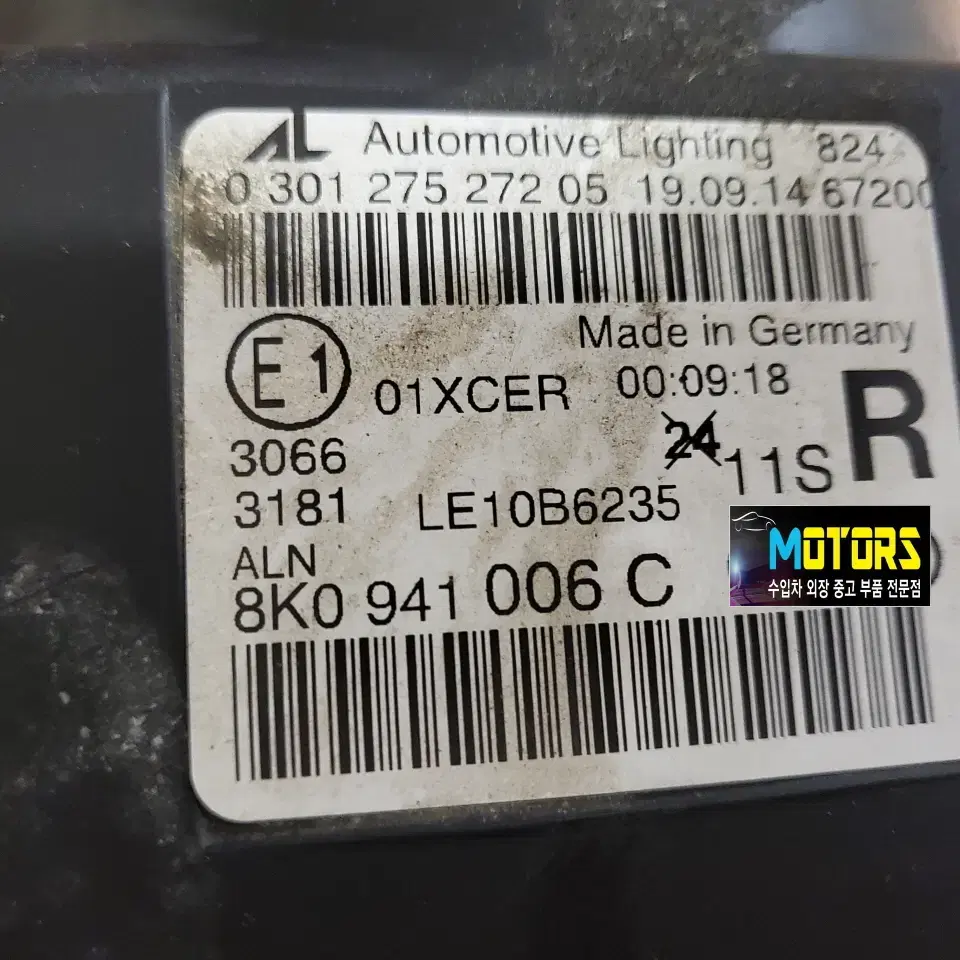 AL Automotive Lighting 824
0 301 275 272 05 19.09.14 67200
Made in Germany
E1 01XCER 00:09:18
24 11S R
3066
3181 LE10B6235
ALN
8K0 941 006 C
MOTORS
수입차 외장 중고 부품 전문점